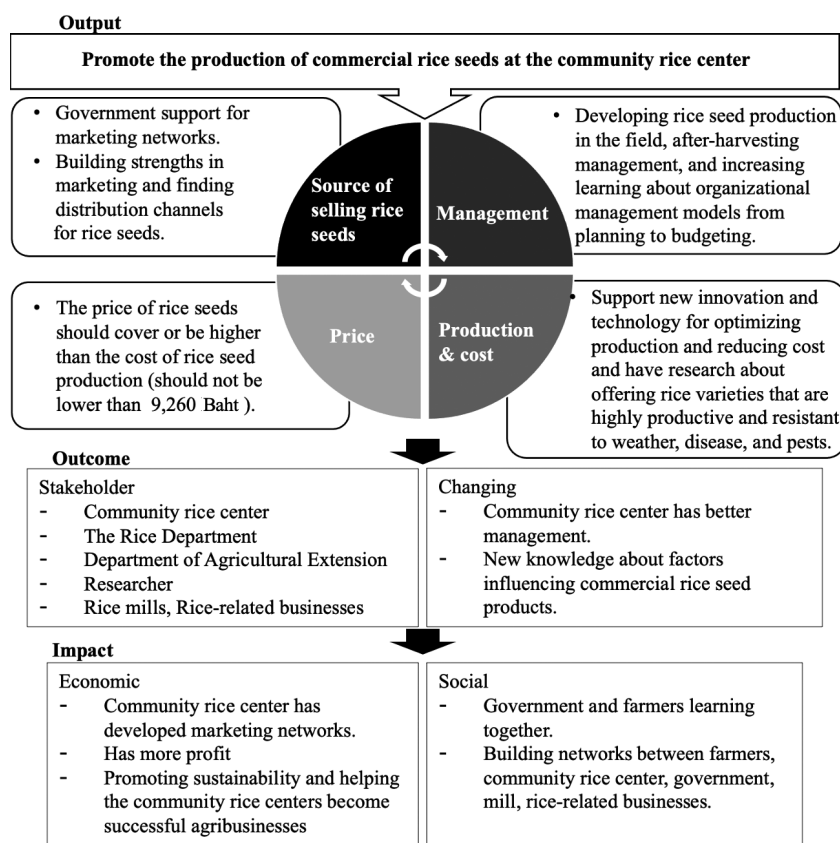 Output
Promote the production of commercial rice seeds at the community rice center
• Government support for
marketing networks.
• Building strengths in
marketing and finding
distribution channels
for rice seeds.
Source of
selling rice
seeds
Management
• Developing rice seed production
in the field, after-harvesting
management, and increasing
learning about organizational
management models from
planning to budgeting.
• The price of rice seeds
should cover or be higher
than the cost of rice seed
production (should not be
lower than 9,260 Baht ).
Price
Production
& cost
• Support new innovation and
technology for optimizing
production and reducing cost
and have research about
offering rice varieties that are
highly productive and resistant
to weather, disease, and pests.
Outcome
Stakeholder
- Community rice center
- The Rice Department
- Department of Agricultural Extension
- Researcher
- Rice mills, Rice-related businesses
Changing
- Community rice center has better
management.
- New knowledge about factors
influencing commercial rice seed
products.
Impact
Economic
- Community rice center has
developed marketing networks.
- Has more profit
- Promoting sustainability and helping
the community rice centers become
successful agribusinesses
Social
- Government and farmers learning
together.
- Building networks between farmers,
community rice center, government,
mill, rice-related businesses.